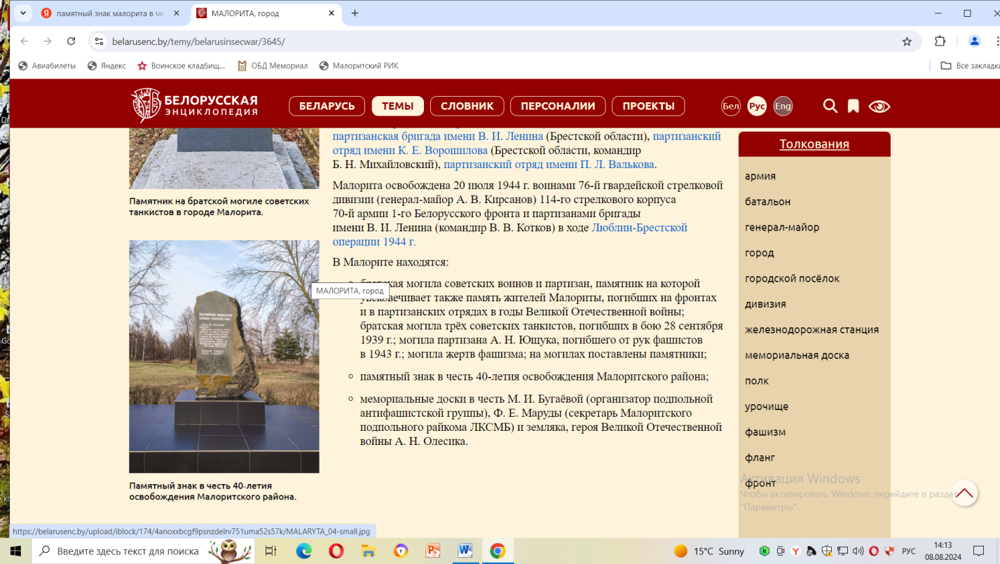 памятный знак малорита в че
МАЛОРИТА, город
belarusenc.by/temy/belarusinsecwar/3645/
Авиабилеты
Яндекс
Воинское кладбищ...
ОБД Мемориал
Малоритский РИК
Все закладки
БЕЛОРУССКАЯ
ЭНЦИКЛОПЕДИЯ
БЕЛАРУСЬ
ТЕМЫ
СЛОВНИК
ПЕРСОНАЛИИ
ПРОЕКТЫ
Бел
Рус
Eng
Памятник на братской могиле советских
танкистов в городе Малорита.
Памятный знак в честь 40-летия
освобождения Малоритского района.
партизанская бригада имени В. И. Ленина (Брестской области), партизанский
отряд имени К. Е. Ворошилова (Брестской области, командир
Б. Н. Михайловский), партизанский отряд имени П. Л. Валькова.
Малорита освобождена 20 июля 1944 г. воинами 76-й гвардейской стрелковой
дивизии (генерал-майор А. В. Кирсанов) 114-го стрелкового корпуса
70-й армии 1-го Белорусского фронта и партизанами бригады
имени В. И. Ленина (командир В. В. Котков) в ходе Люблин-Брестской
операции 1944 г.
В Малорите находятся:
братская могила советских воинов и партизан, памятник на которой
увековечивает также память жителей Малориты, погибших на фронтах
и в партизанских отрядах в годы Великой Отечественной войны;
братская могила трёх советских танкистов, погибших в бою 28 сентября
1939 г.; могила партизана А. Н. Ющука, погибшего от рук фашистов
в 1943 г.; могила жертв фашизма; на могилах поставлены памятники;
памятный знак в честь 40-летия освобождения Малоритского района;
мемориальные доски в честь М. И. Бугаёвой (организатор подпольной
антифашистской группы), Ф. Е. Маруды (секретарь Малоритского
подпольного райкома ЛКСМБ) и земляка, героя Великой Отечественной
войны А. Н. Олесика.
МАЛОРИТА, город
Толкования
армия
батальон
генерал-майор
город
городской посёлок
дивизия
железнодорожная станция
мемориальная доска
полк
урочище
фашизм
фланг
фронт
Активация Windows
Чтобы активировать Windows, перейдите в раздел
"Параметры".
https://belarusenc.by/upload/iblock/174/4anoxxbcgf9psnzdelrv751uma52s57k/MALARYTA_04-small.jpg
Введите здесь текст для поиска
15°C Sunny
РУС
14:13
08.08.2024